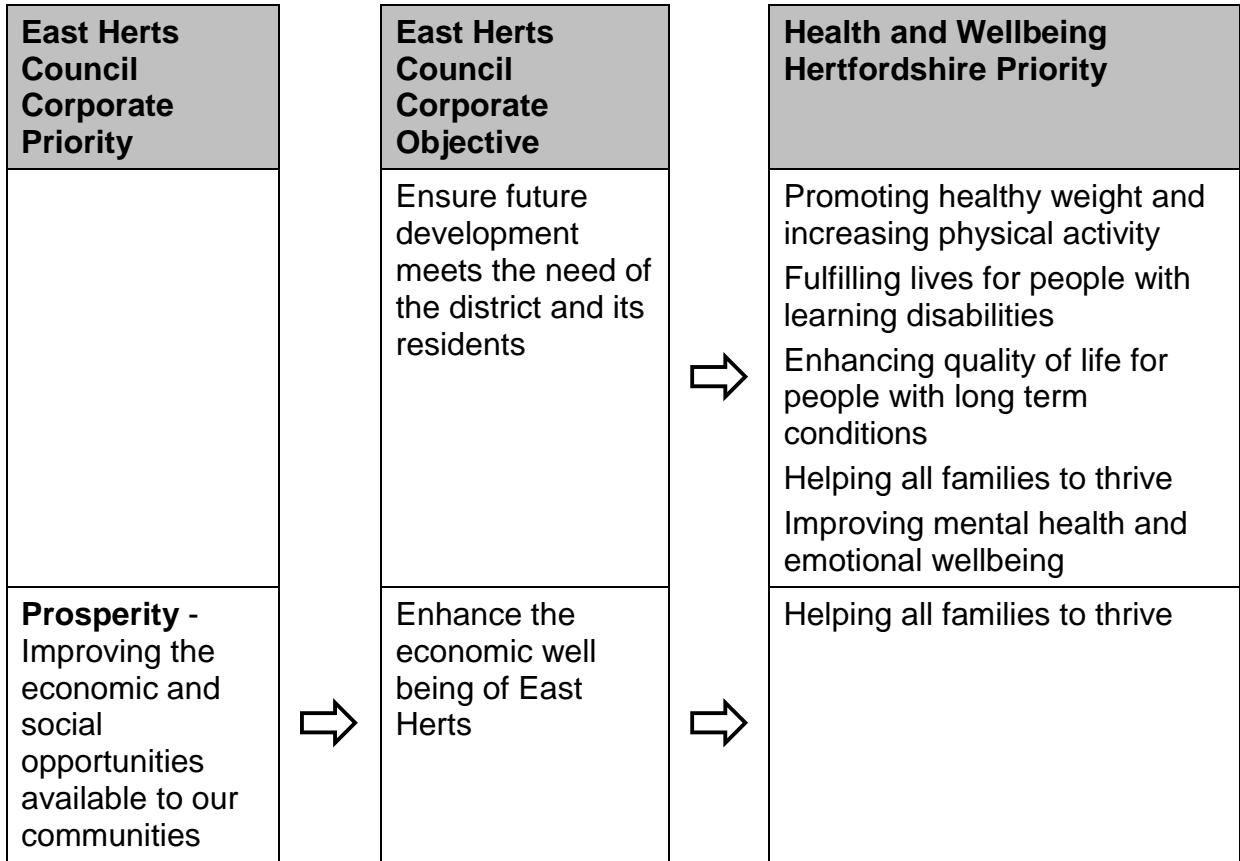 East Herts
Council
Corporate
Priority
East Herts
Council
Corporate
Objective
Health and Wellbeing
Hertfordshire Priority
Ensure future
development
meets the need of
the district and its
residents
Promoting healthy weight and
increasing physical activity
Fulfilling lives for people with
learning disabilities
Enhancing quality of life for
people with long term
conditions
Helping all families to thrive
Improving mental health and
emotional wellbeing
Prosperity -
Improving the
economic and
social
opportunities
available to our
communities
Enhance the
economic well
being of East
Herts
Helping all families to thrive